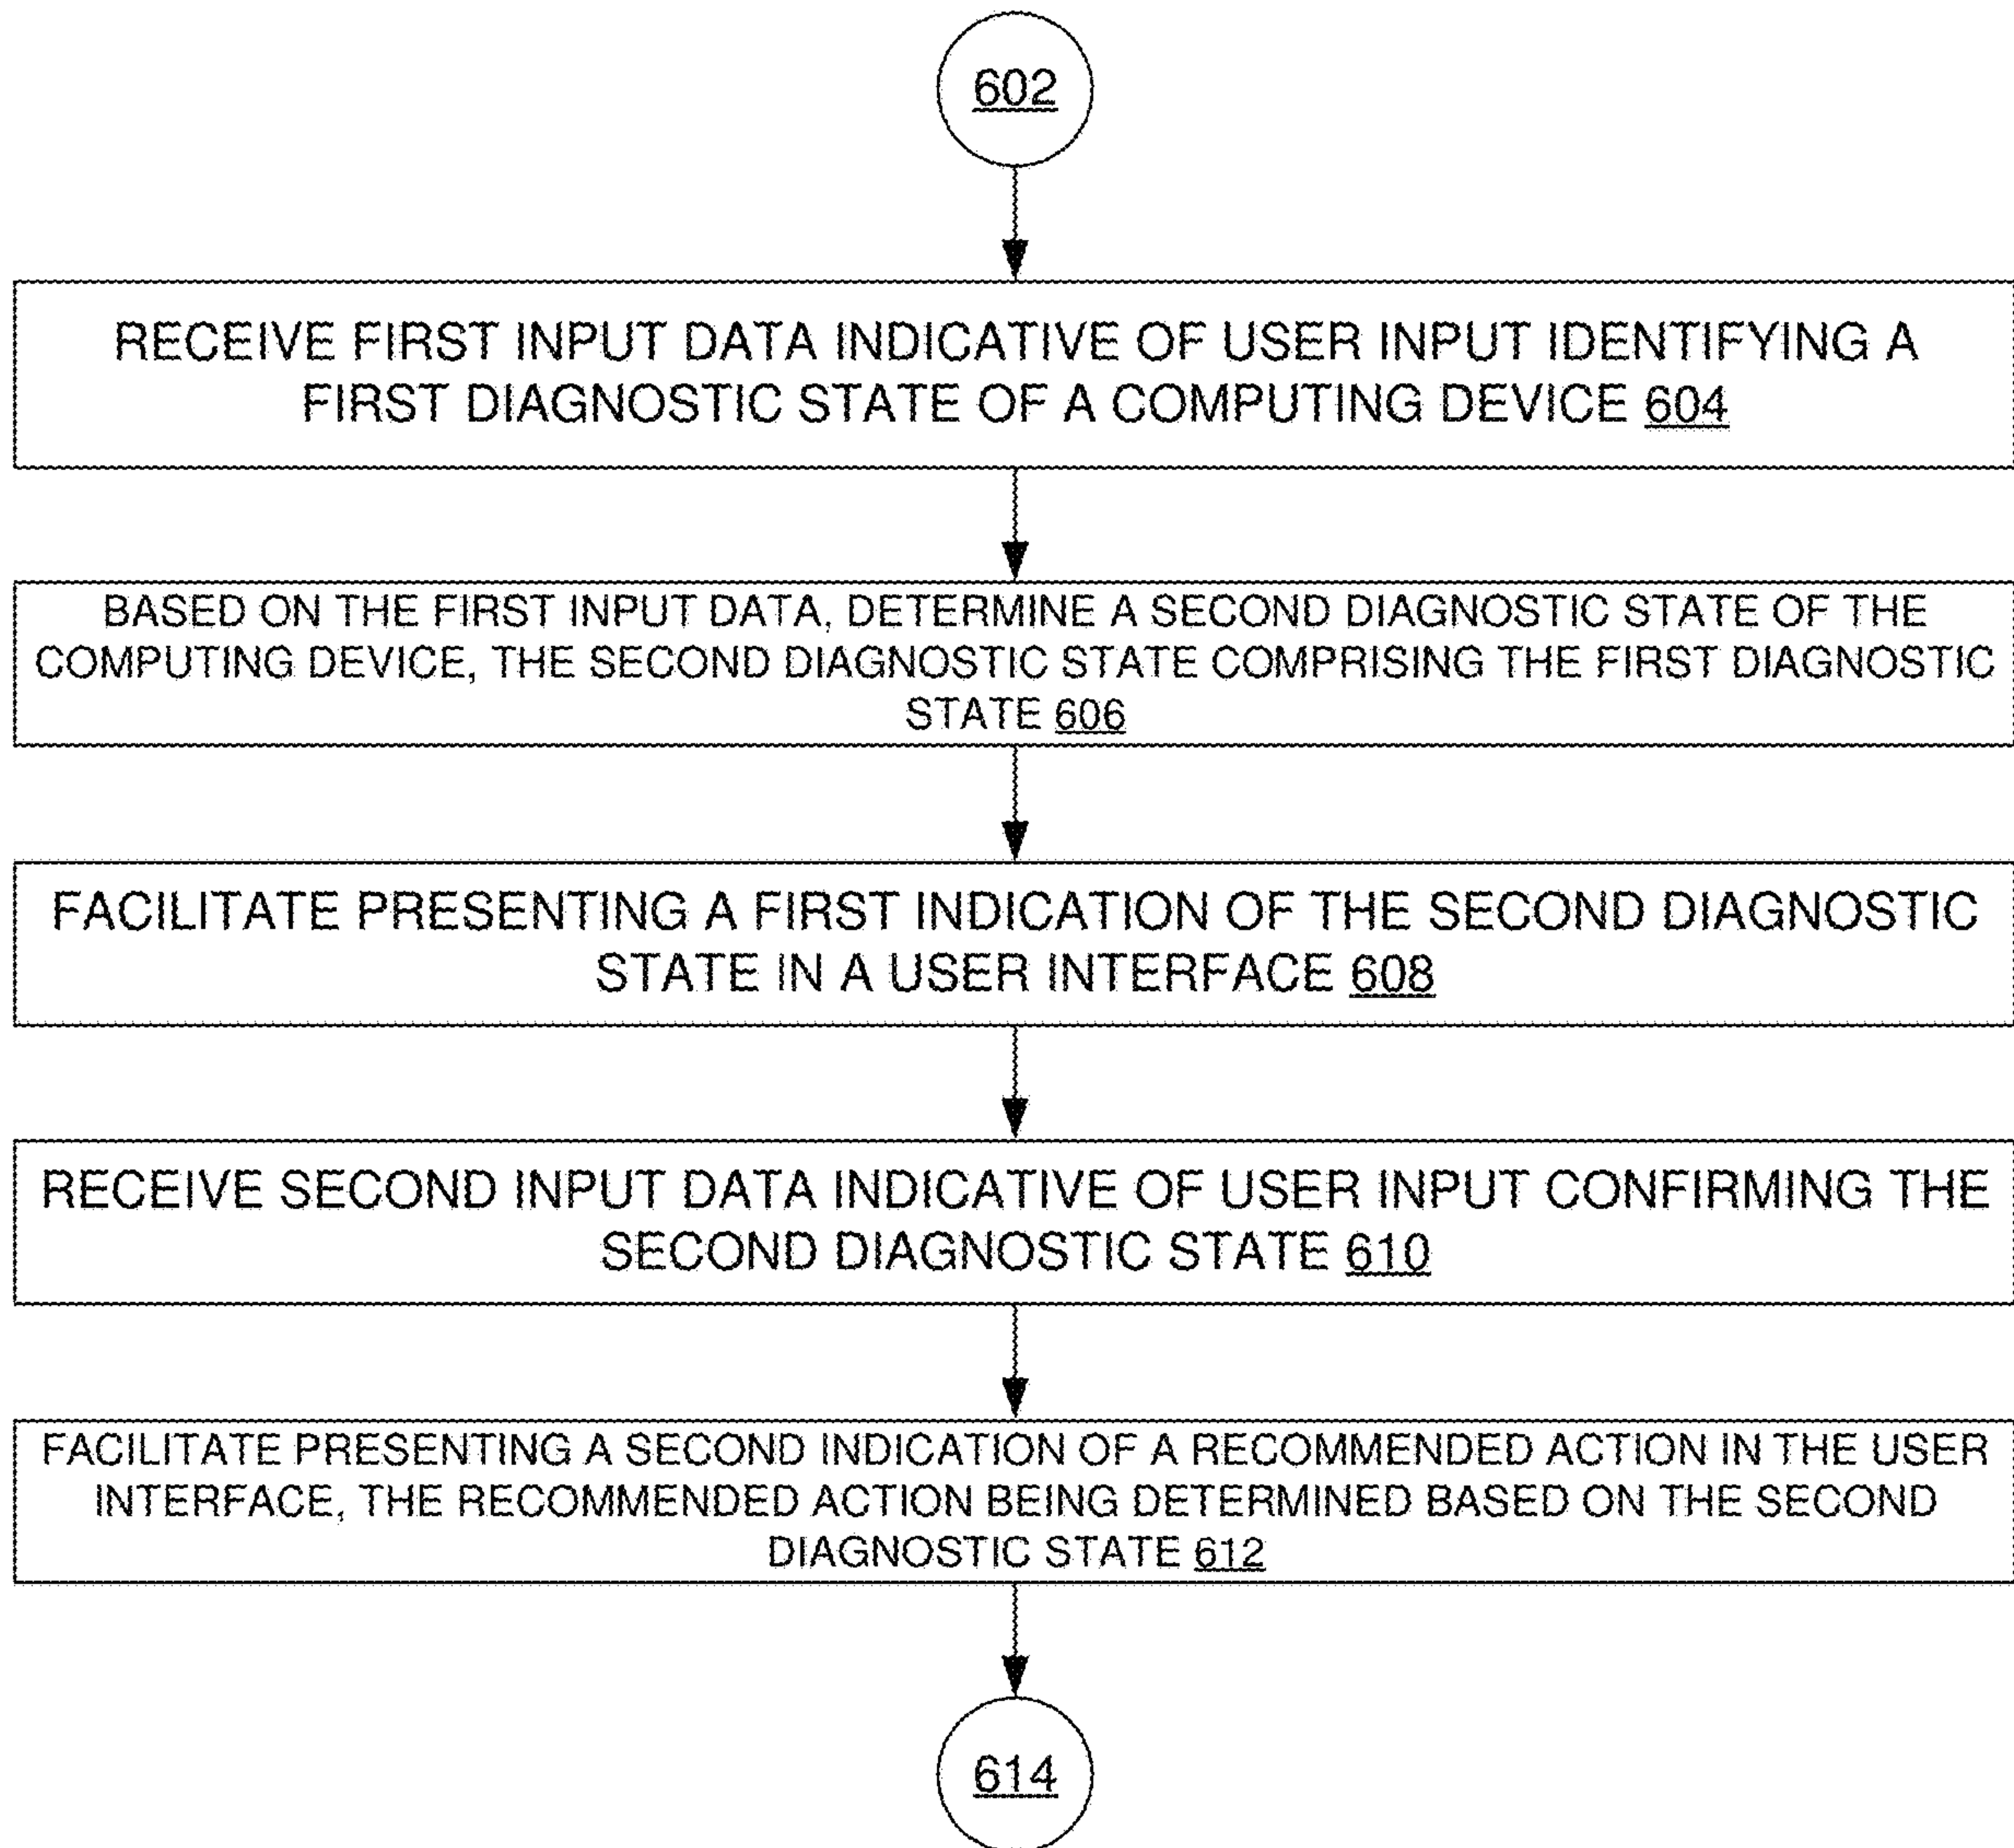 602
RECEIVE FIRST INPUT DATA INDICATIVE OF USER INPUT IDENTIFYING A
FIRST DIAGNOSTIC STATE OF A COMPUTING DEVICE 604
BASED ON THE FIRST INPUT DATA, DETERMINE A SECOND DIAGNOSTIC STATE OF THE
COMPUTING DEVICE, THE SECOND DIAGNOSTIC STATE COMPRISING THE FIRST DIAGNOSTIC
STATE 606
FACILITATE PRESENTING A FIRST INDICATION OF THE SECOND DIAGNOSTIC
STATE IN A USER INTERFACE 608
RECEIVE SECOND INPUT DATA INDICATIVE OF USER INPUT CONFIRMING THE
SECOND DIAGNOSTIC STATE 610
FACILITATE PRESENTING A SECOND INDICATION OF A RECOMMENDED ACTION IN THE USER
INTERFACE, THE RECOMMENDED ACTION BEING DETERMINED BASED ON THE SECOND
DIAGNOSTIC STATE 612
614